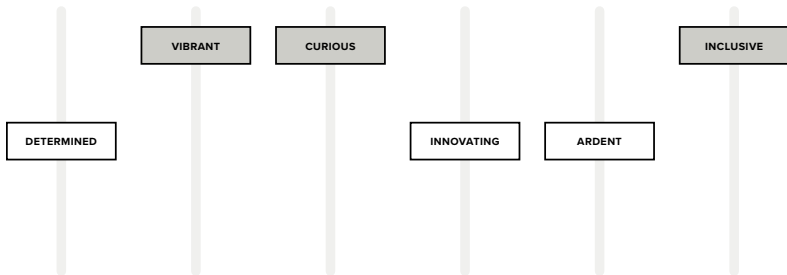 VIBRANT
CURIOUS
INCLUSIVE
DETERMINED
INNOVATING
ARDENT